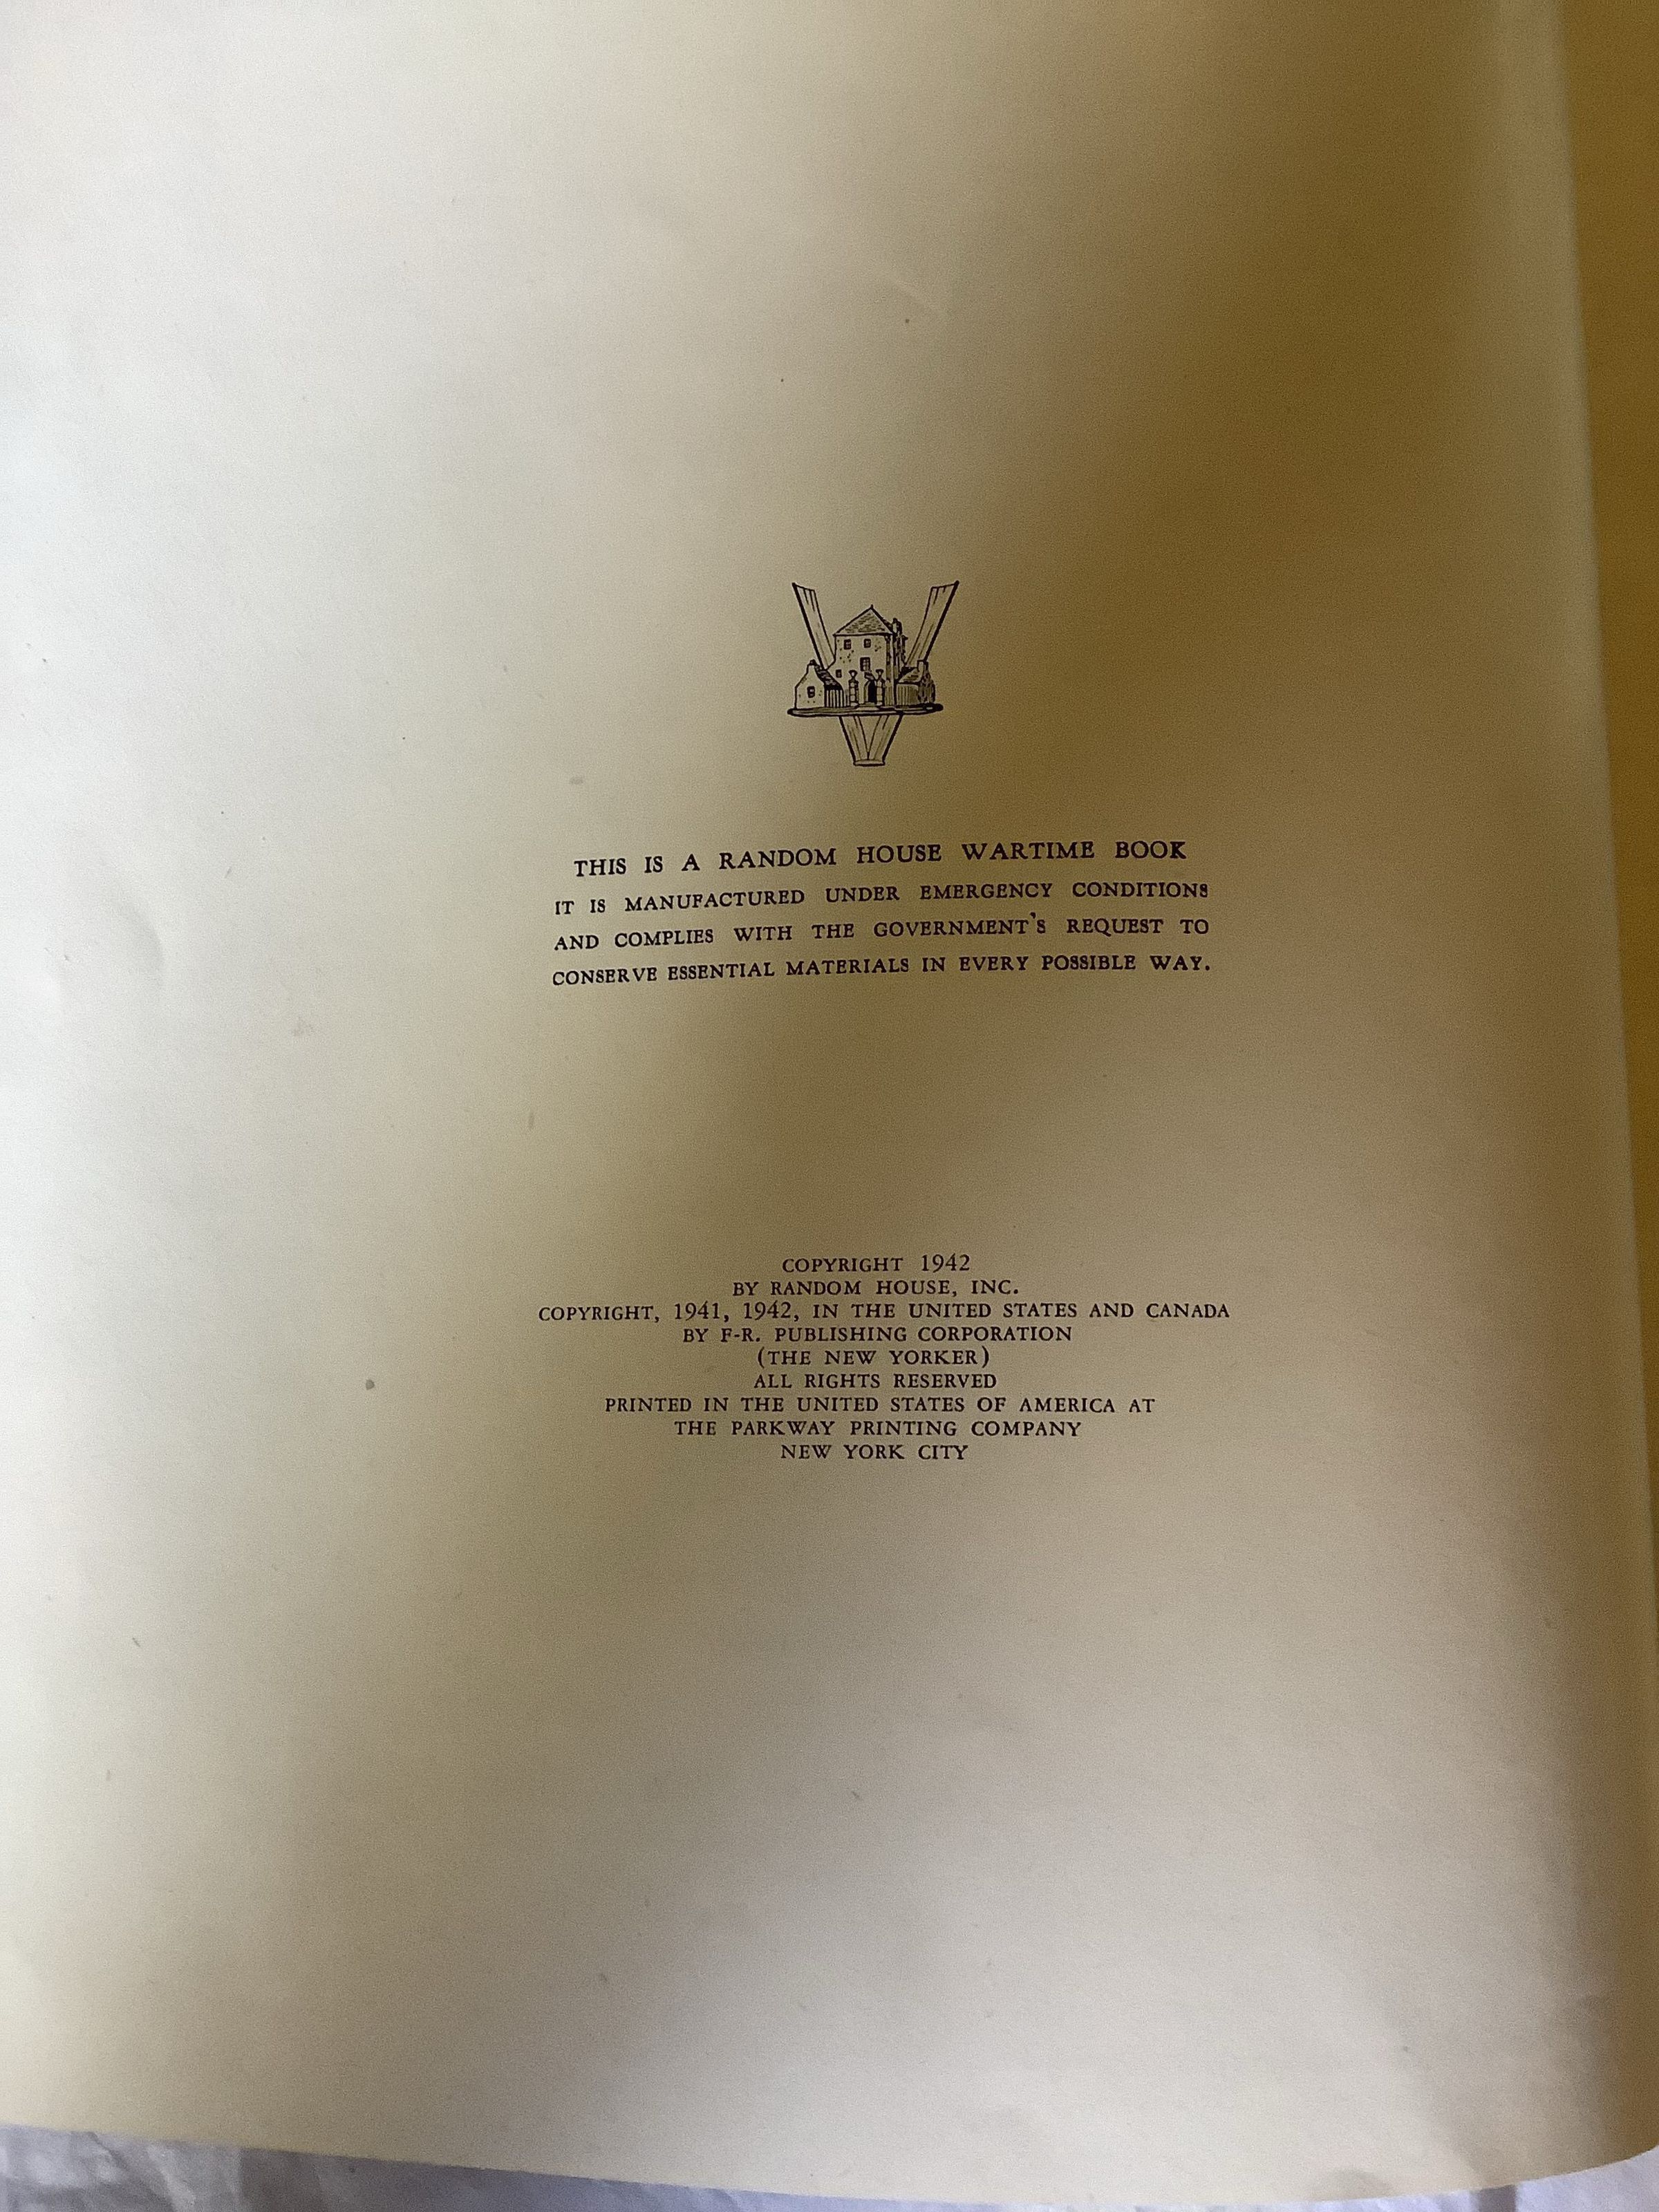 THIS IS A RANDOM HOUSE WARTIME BOOK
IT IS MANUFACTURED UNDER EMERGENCY CONDITIONS
AND COMPLIES WITH THE GOVERNMENT'S REQUEST TO
CONSERVE ESSENTIAL MATERIALS IN EVERY POSSIBLE WAY.
COPYRIGHT 1942
BY RANDOM HOUSE, INC.
COPYRIGHT, 1941, 1942, IN THE UNITED STATES AND CANADA
BY F-R. PUBLISHING CORPORATION
(THE NEW YORKER)
ALL RIGHTS RESERVED
PRINTED IN THE UNITED STATES OF AMERICA AT
THE PARKWAY PRINTING COMPANY
NEW YORK CITY